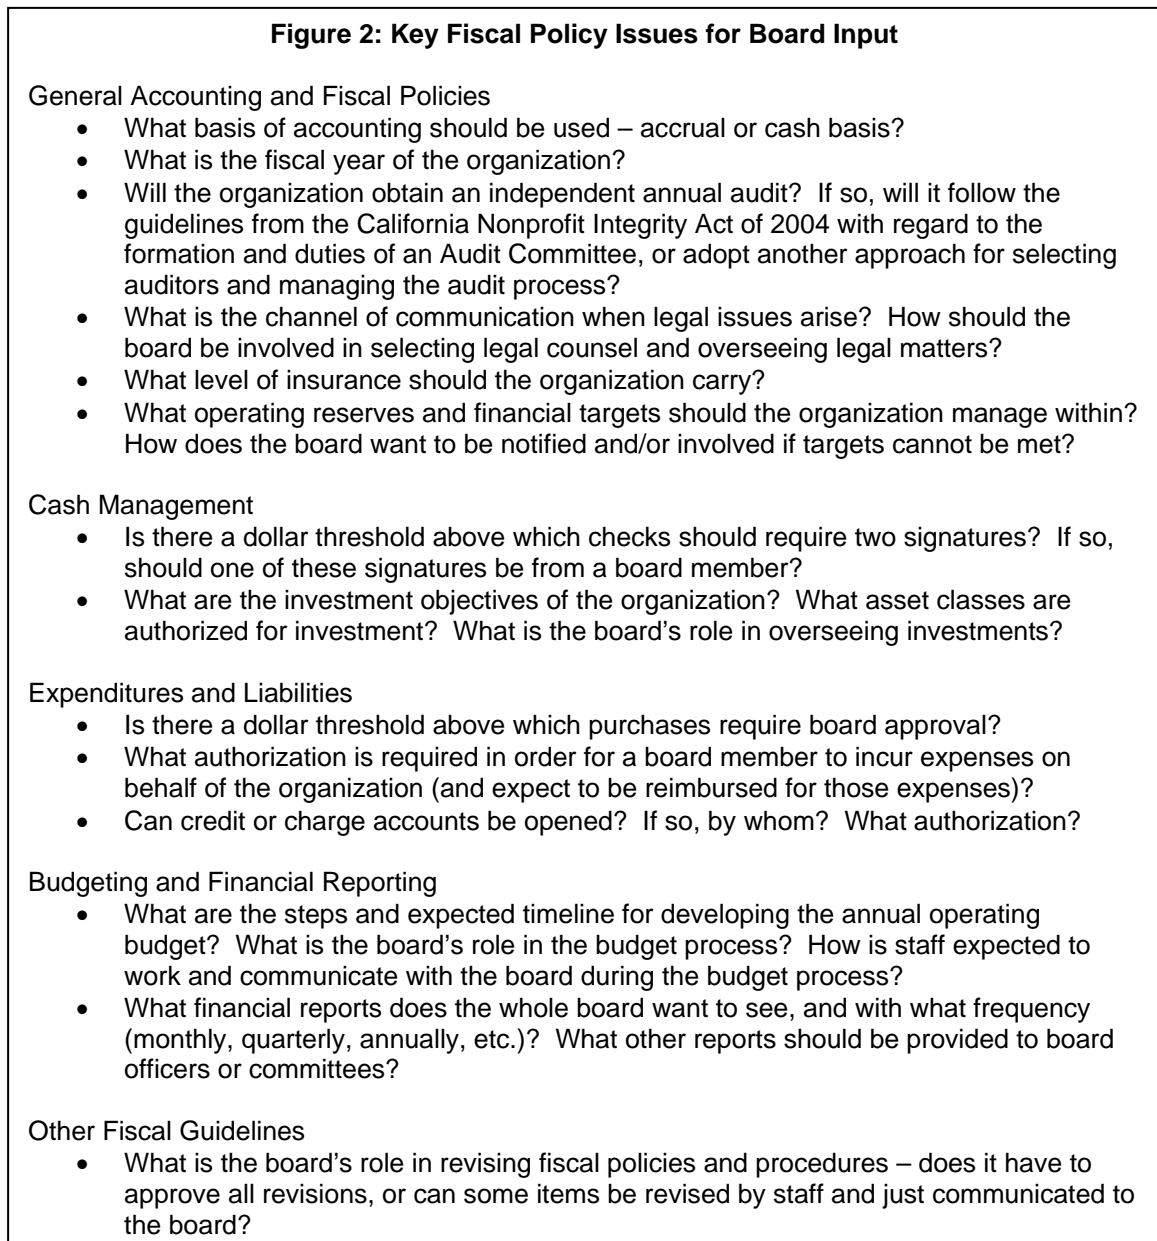 Figure 2: Key Fiscal Policy Issues for Board Input
General Accounting and Fiscal Policies
• What basis of accounting should be used – accrual or cash basis?
• What is the fiscal year of the organization?
• Will the organization obtain an independent annual audit?  If so, will it follow the
guidelines from the California Nonprofit Integrity Act of 2004 with regard to the
formation and duties of an Audit Committee, or adopt another approach for selecting
auditors and managing the audit process?
• What is the channel of communication when legal issues arise?  How should the
board be involved in selecting legal counsel and overseeing legal matters?
• What level of insurance should the organization carry?
• What operating reserves and financial targets should the organization manage within?
How does the board want to be notified and/or involved if targets cannot be met?
Cash Management
• Is there a dollar threshold above which checks should require two signatures?  If so,
should one of these signatures be from a board member?
• What are the investment objectives of the organization?  What asset classes are
authorized for investment?  What is the board’s role in overseeing investments?
Expenditures and Liabilities
• Is there a dollar threshold above which purchases require board approval?
• What authorization is required in order for a board member to incur expenses on
behalf of the organization (and expect to be reimbursed for those expenses)?
• Can credit or charge accounts be opened?  If so, by whom?  What authorization?
Budgeting and Financial Reporting
• What are the steps and expected timeline for developing the annual operating
budget?  What is the board’s role in the budget process?  How is staff expected to
work and communicate with the board during the budget process?
• What financial reports does the whole board want to see, and with what frequency
(monthly, quarterly, annually, etc.)?  What other reports should be provided to board
officers or committees?
Other Fiscal Guidelines
• What is the board’s role in revising fiscal policies and procedures – does it have to
approve all revisions, or can some items be revised by staff and just communicated to
the board?